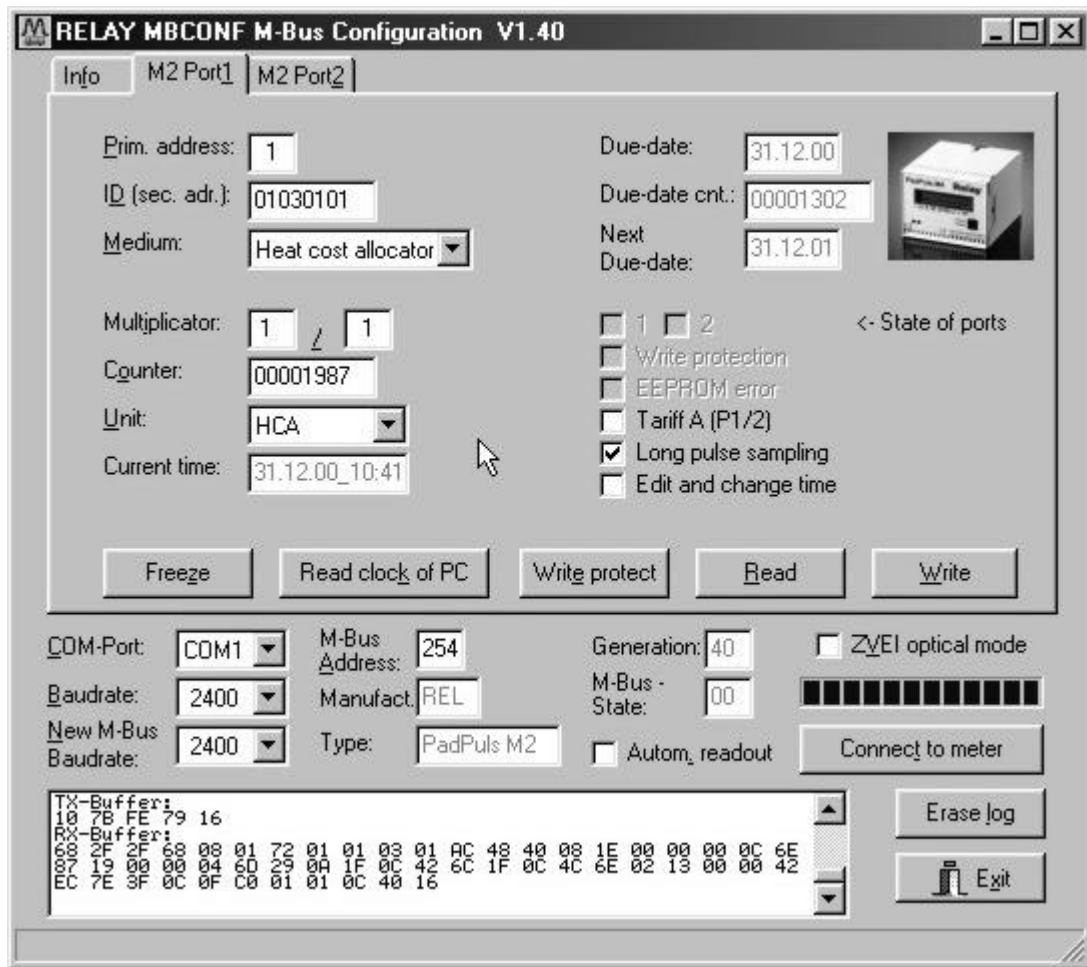 RELAY MBCONF M-Bus Configuration V1.40
Info M2 Port1 M2 Port2
Prim. address: 1
ID (sec. adr.): 01030101
Medium: Heat cost allocator
Due-date: 31.12.00
Due-date cnt.: 00001302
Next
Due-date: 31.12.01
Multiplicator: 1 / 1
Counter: 00001987
Unit: HCA
Current time: 31.12.00_10:41
1 2 <- State of ports
Write protection
EEPROM error
Tariff A (P1/2)
Long pulse sampling
Edit and change time
Freeze Read clock of PC Write protect Read Write
COM-Port: COM1
Baudrate: 2400
New M-Bus
Baudrate: 2400
M-Bus
Address: 254
Manufact. REL
Type: PadPuls M2
Generation: 40
M-Bus -
State: 00
Autom. readout
ZVEI optical mode
Connect to meter
TX-Buffer:
10 7B FE 79 16
RX-Buffer:
68 2F 2F 68 08 01 72 01 01 03 01 AC 48 40 08 1E 00 00 00 0C 6E
87 19 00 00 04 6D 29 0A 1F 0C 42 6C 1F 0C 4C 6E 02 13 00 00 42
EC 7E 3F 0C 0F C0 01 01 0C 40 16
Erase log
Exit